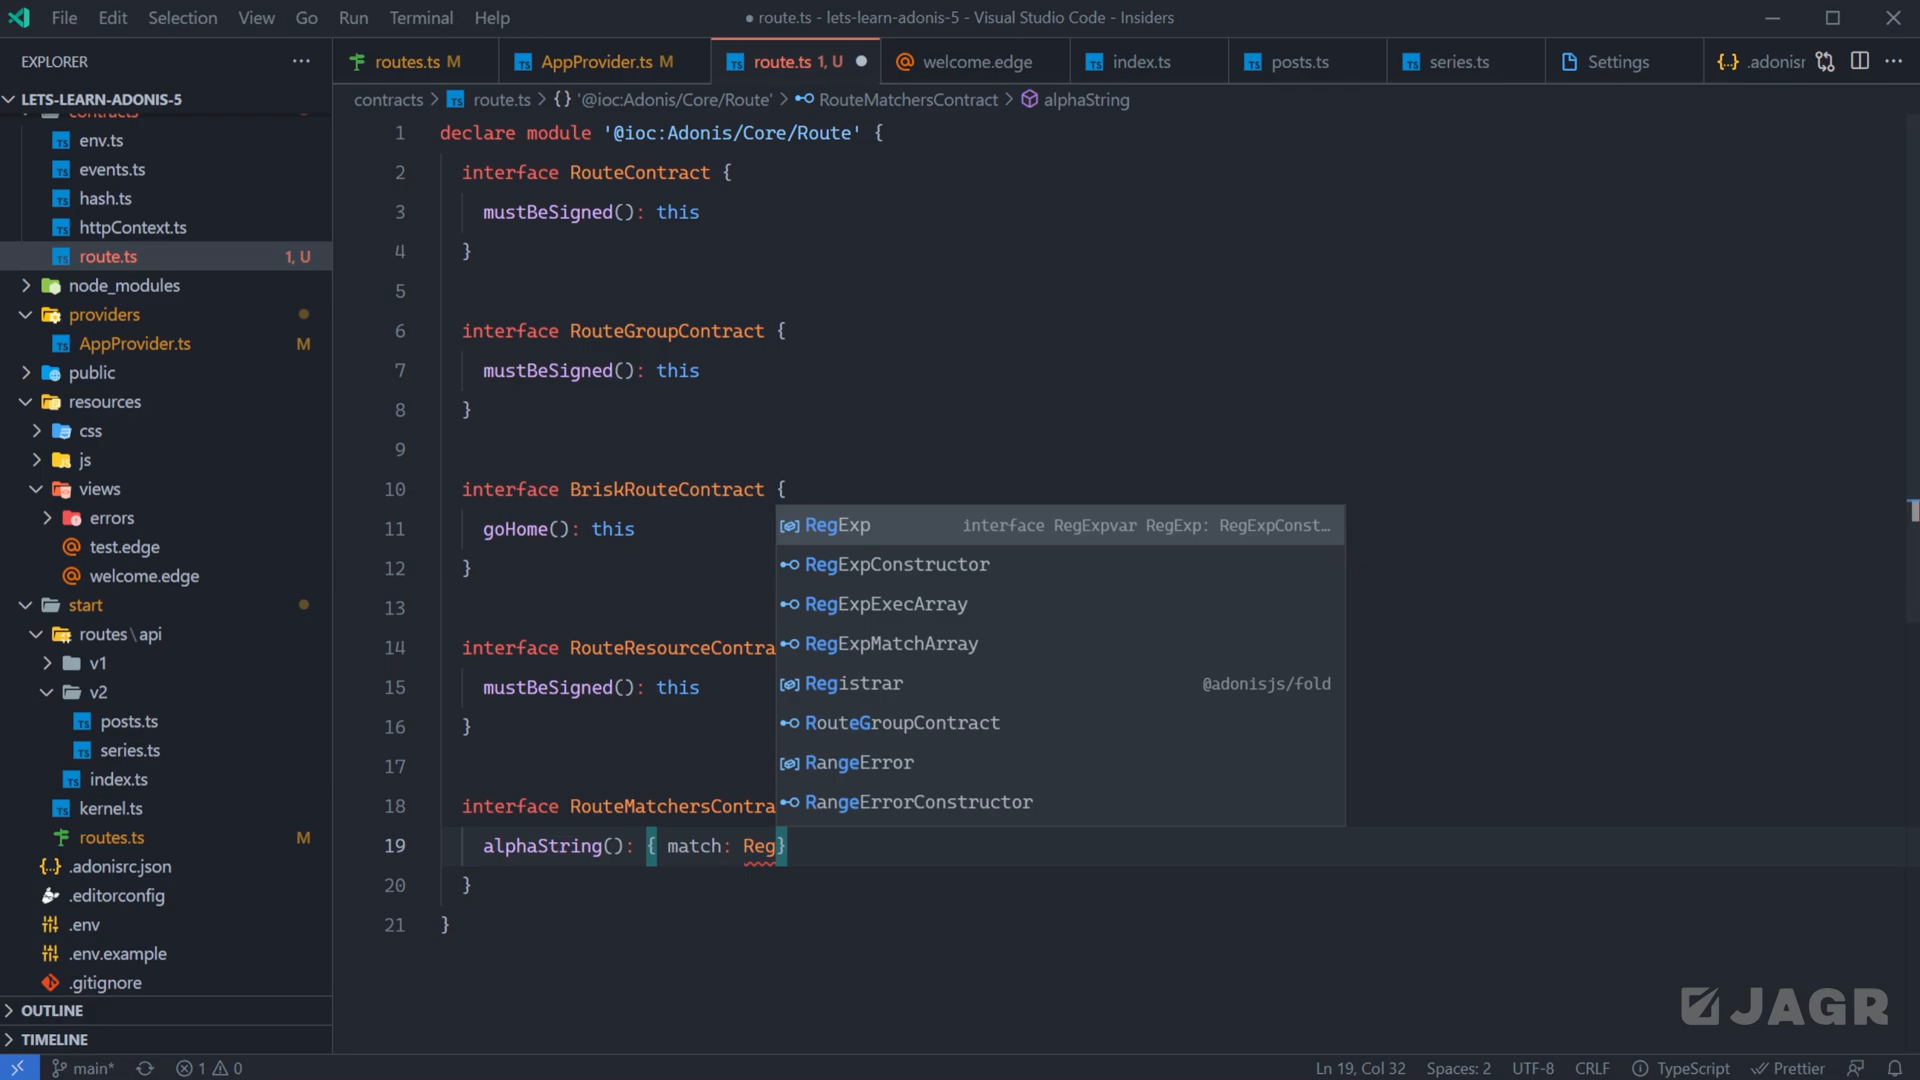 File Edit Selection View Go Run Terminal Help
● route.ts - lets-learn-adonis-5 - Visual Studio Code - Insiders
EXPLORER
routes.ts M
AppProvider.ts M
route.ts 1, U
welcome.edge
index.ts
posts.ts
series.ts
Settings
.adonisr
LETS-LEARN-ADONIS-5
contracts > route.ts > {} '@ioc:Adonis/Core/Route' > RouteMatchersContract > alphaString
contracts
env.ts
events.ts
hash.ts
httpContext.ts
route.ts 1, U
node_modules
providers
AppProvider.ts M
public
resources
css
js
views
errors
test.edge
welcome.edge
start
routes\api
v1
v2
posts.ts
series.ts
index.ts
kernel.ts
routes.ts M
.adonisrc.json
.editorconfig
.env
.env.example
.gitignore
OUTLINE
TIMELINE
1 declare module '@ioc:Adonis/Core/Route' {
2 interface RouteContract {
3 mustBeSigned(): this
4 }
5
6 interface RouteGroupContract {
7 mustBeSigned(): this
8 }
9
10 interface BriskRouteContract {
11 goHome(): this
12 }
13
14 interface RouteResourceContra
15 mustBeSigned(): this
16 }
17
18 interface RouteMatchersContra
19 alphaString(): { match: Reg}
20 }
21 }
RegExp interface RegExpvar RegExp: RegExpConst…
RegExpConstructor
RegExpExecArray
RegExpMatchArray
Registrar @adonisjs/fold
RouteGroupContract
RangeError
RangeErrorConstructor
JAGR
main* 1 0
Ln 19, Col 32 Spaces: 2 UTF-8 CRLF TypeScript Prettier